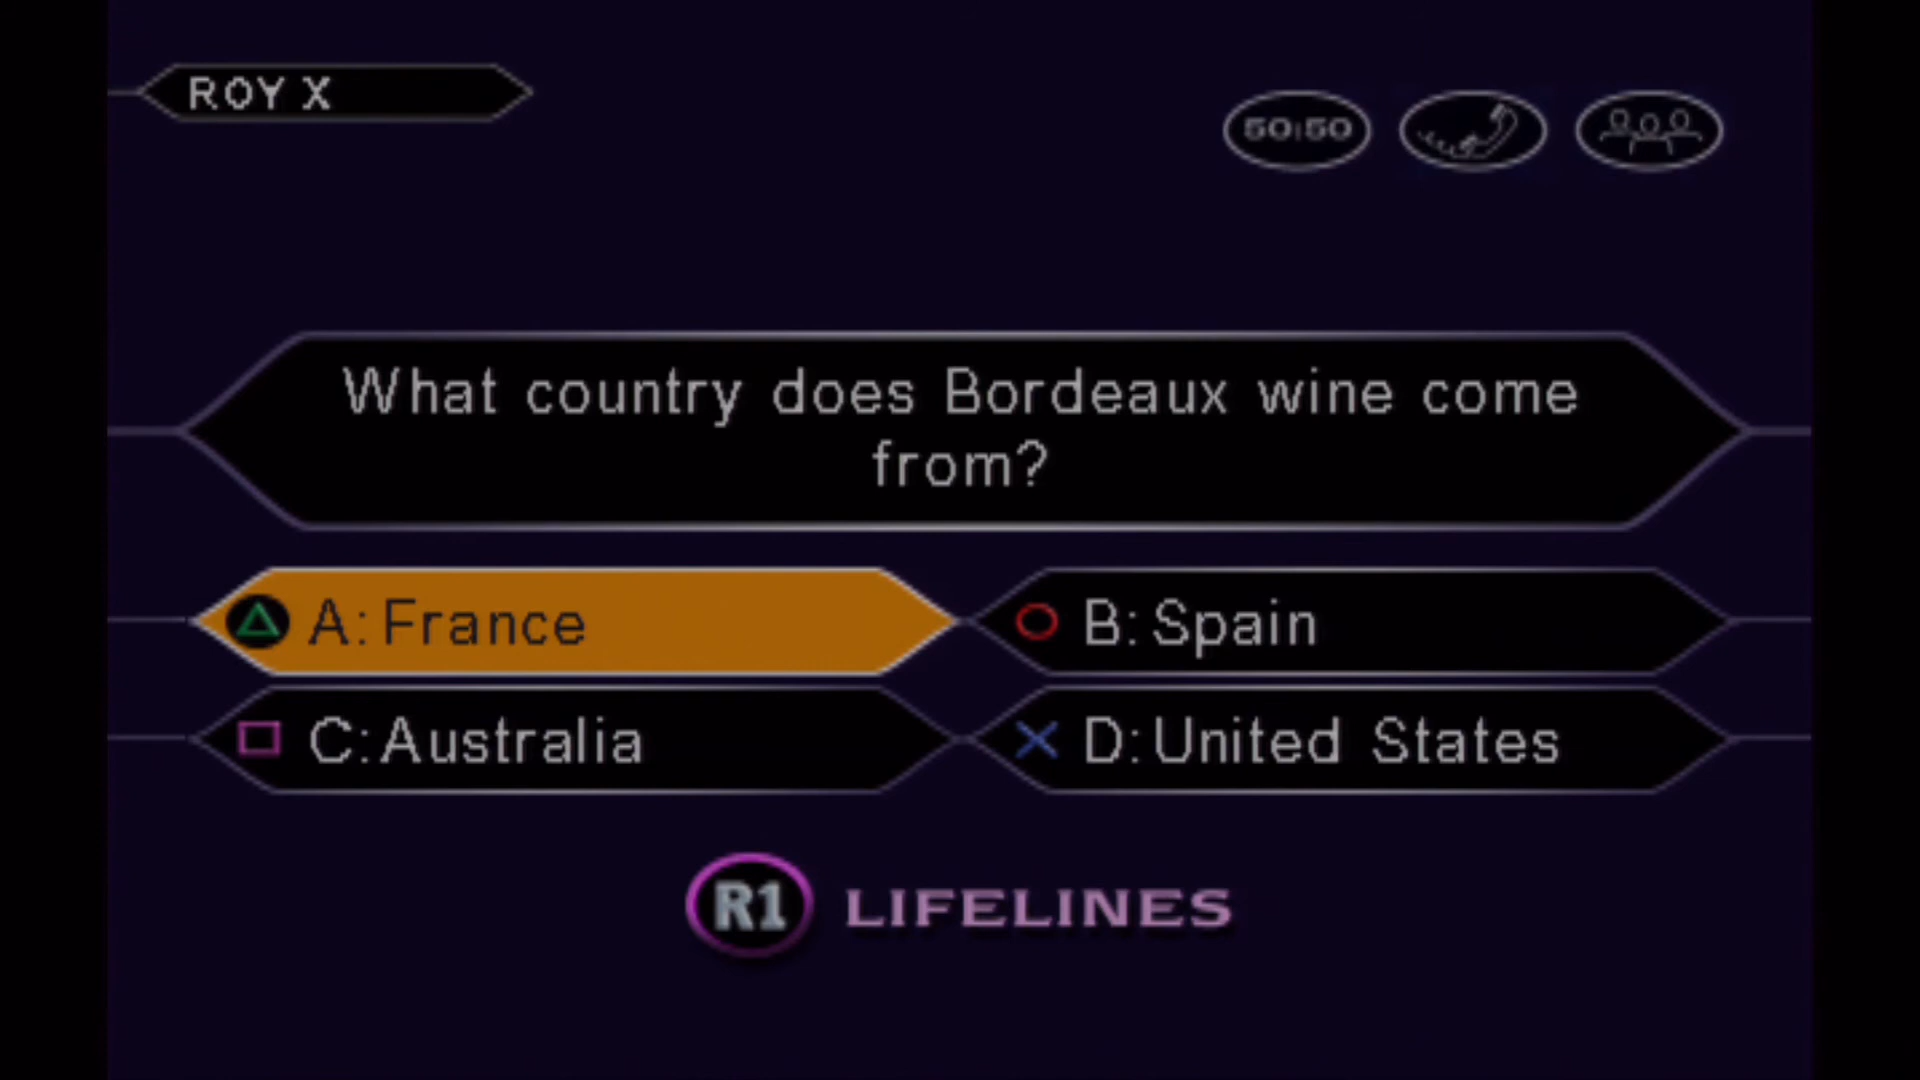 ROY X
50:50
What country does Bordeaux wine come
from?
A: France
B: Spain
C: Australia
D: United States
R1 LIFELINES